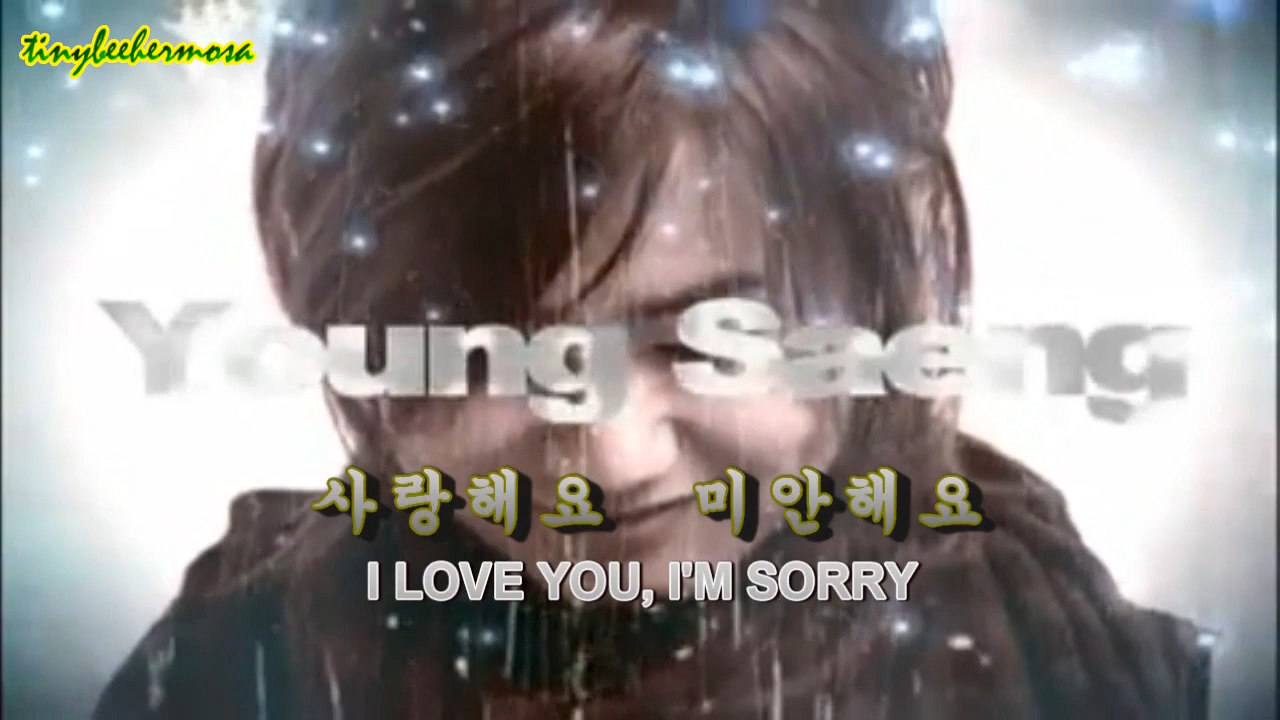 tinybeehermosa
Young Saeng
사랑해요 미안해요
I LOVE YOU, I'M SORRY